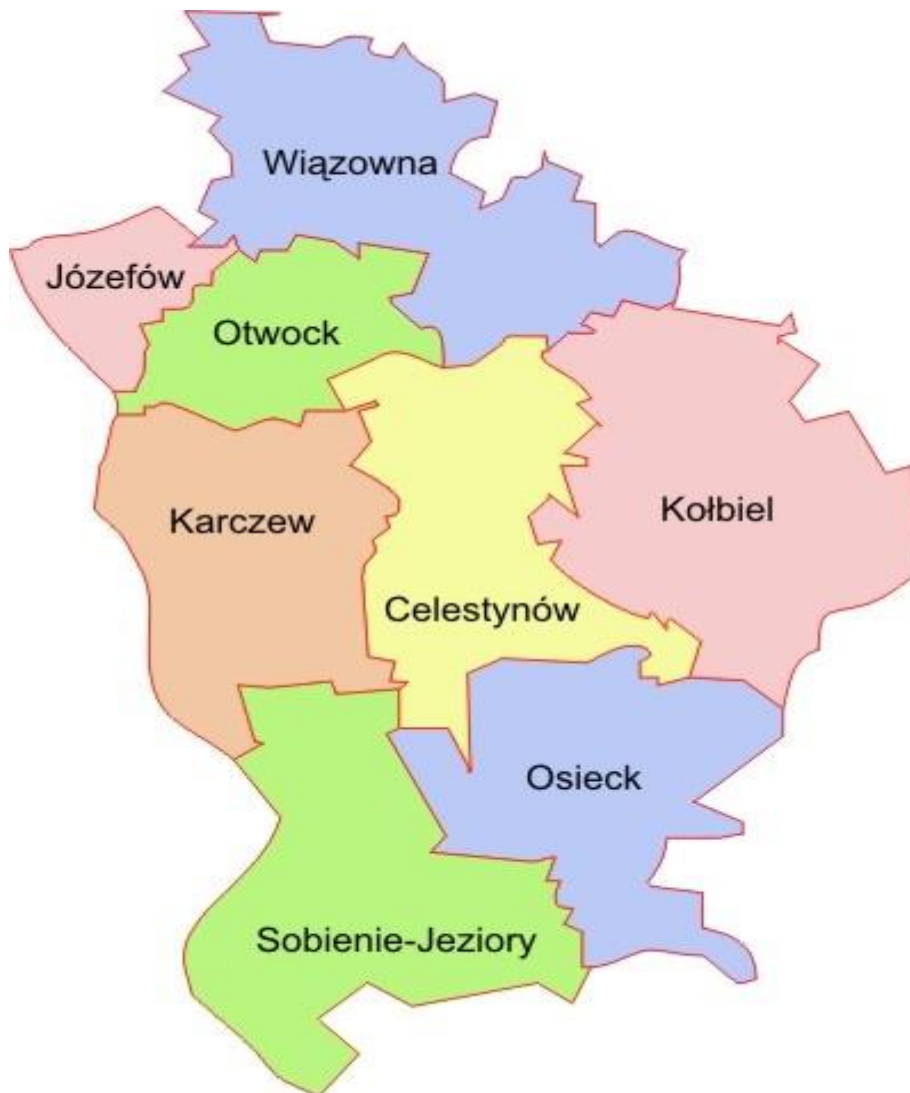 Wiązowna
Józefów
Otwock
Karczew
Kołbiel
Celestynów
Osieck
Sobienie-Jeziory